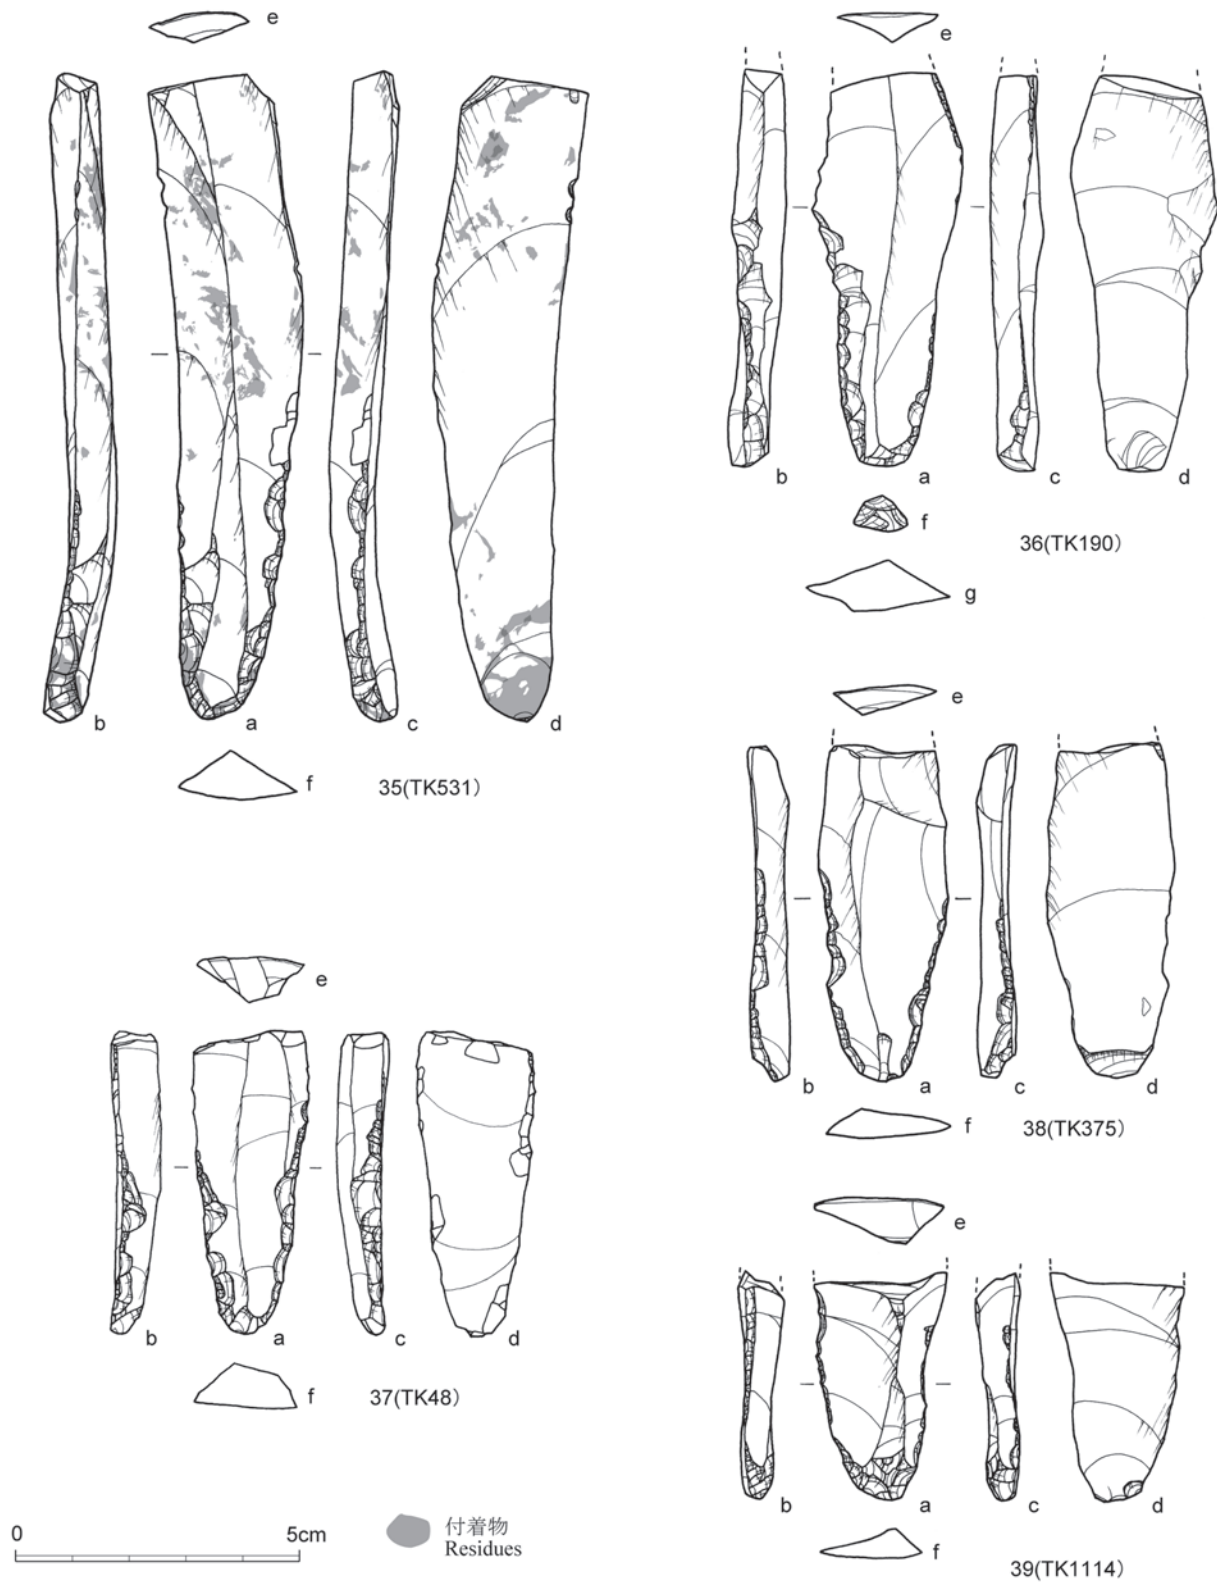 e
b
a
c
d
f
35(TK531)
e
b
a
c
d
f
36(TK190)
g
e
b
a
c
d
f
38(TK375)
e
b
a
c
d
f
37(TK48)
e
b
a
c
d
f
39(TK1114)
0 5cm
付着物
Residues